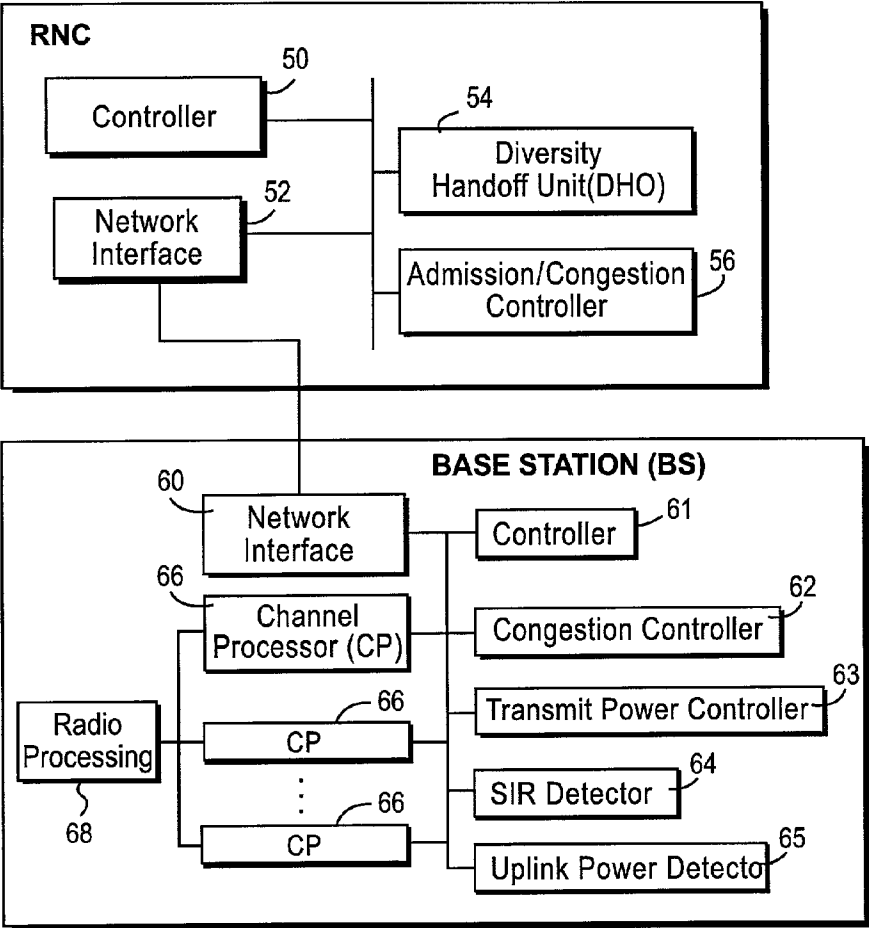 RNC
50
Controller
54
Diversity
Handoff Unit(DHO)
52
Network
Interface
56
Admission/Congestion
Controller
BASE STATION (BS)
60
Network
Interface
61
Controller
66
Channel
Processor (CP)
62
Congestion Controller
63
Transmit Power Controller
66
CP
Radio
Processing
68
64
SIR Detector
66
CP
65
Uplink Power Detecto